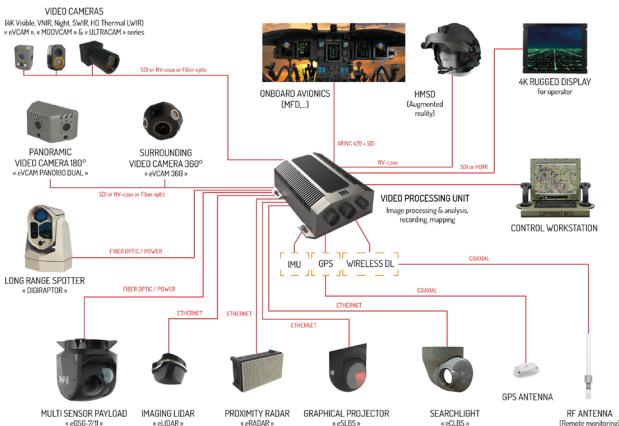 VIDEO CAMERAS
(4K Visible, VNIR, Night, SWIR, HD Thermal LWIR)
« eVCAM », « MOOVCAM » & « ULTRACAM » series
SDI or NV-coax or Fiber optic
ONBOARD AVIONICS
(MFD,...)
HMSD
(Augmented
reality)
4K RUGGED DISPLAY
for operator
PANORAMIC
VIDEO CAMERA 180°
« eVCAM PANO180 DUAL »
SURROUNDING
VIDEO CAMERA 360°
« eVCAM 360 »
SDI or NV-coax or Fiber optic
ARINC 429 + SDI
NV-coax
SDI or HDMI
VIDEO PROCESSING UNIT
Image processing & analysis,
recording, mapping
CONTROL WORKSTATION
LONG RANGE SPOTTER
« DIGIRAPTOR »
FIBER OPTIC / POWER
FIBER OPTIC / POWER
IMU
GPS
WIRELESS DL
COAXIAL
COAXIAL
ETHERNET
ETHERNET
ETHERNET
ETHERNET
MULTI SENSOR PAYLOAD
« eGSG-7/11 »
IMAGING LIDAR
« eLIDAR »
PROXIMITY RADAR
« eRADAR »
GRAPHICAL PROJECTOR
« eSLBS »
SEARCHLIGHT
« eCLBS »
GPS ANTENNA
RF ANTENNA
(Remote monitoring)